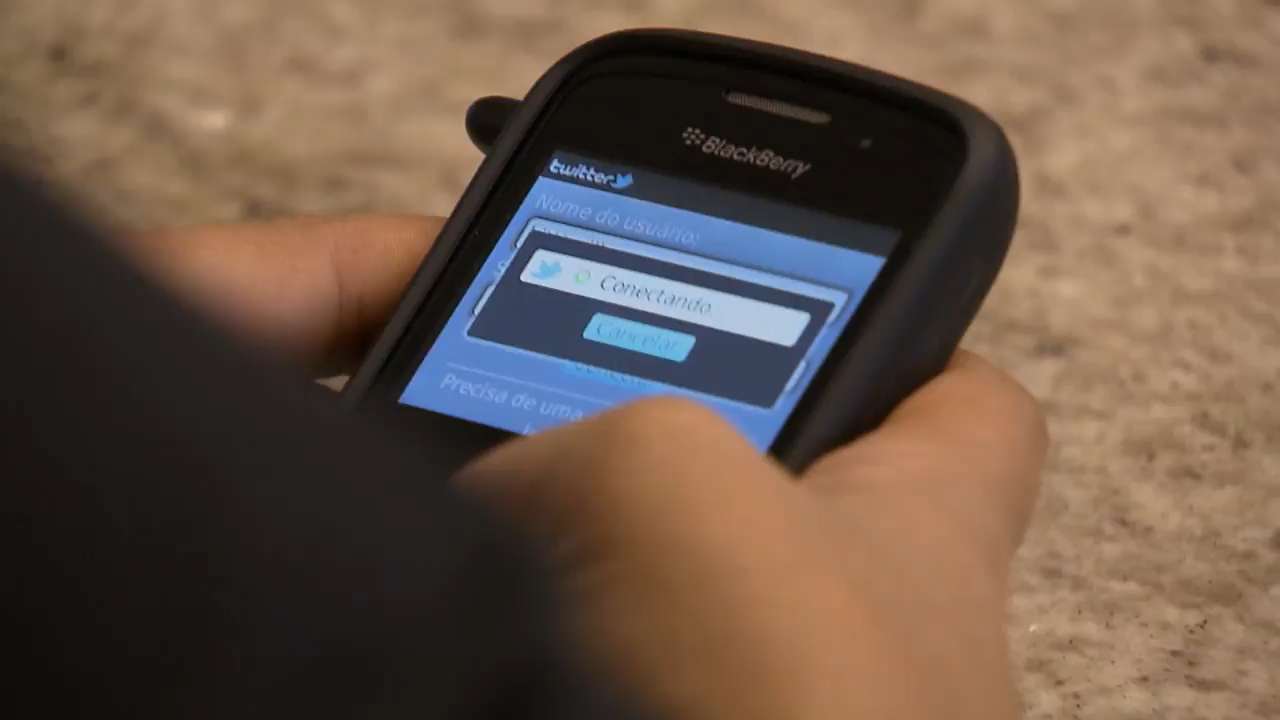 BlackBerry
twitter
Nome do usuário:
Conectando...
Cancelar
Precisa de uma